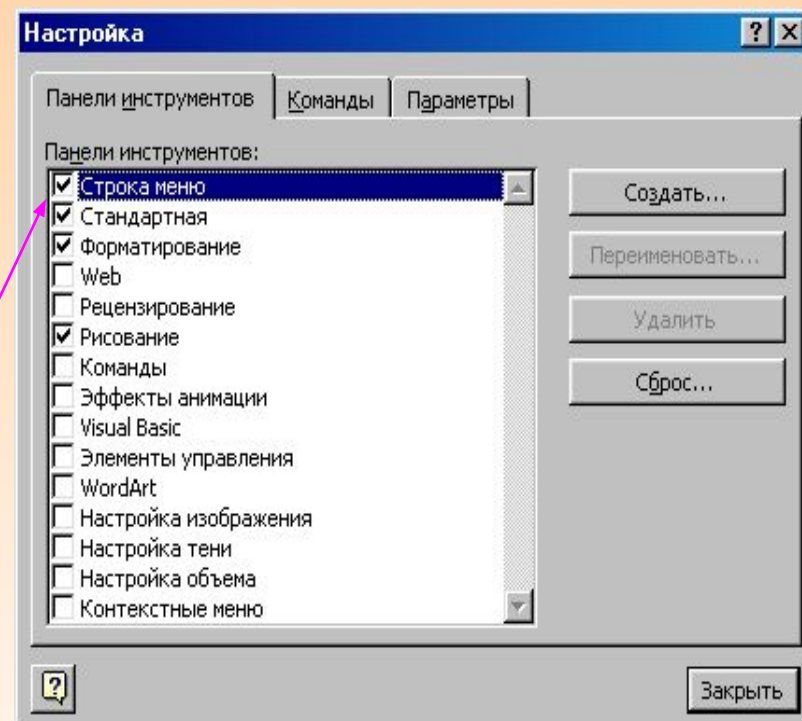 Настройка
Панели инструментов Команды Параметры
Панели инструментов:
Строка меню
Стандартная
Форматирование
Web
Рецензирование
Рисование
Команды
Эффекты анимации
Visual Basic
Элементы управления
WordArt
Настройка изображения
Настройка тени
Настройка объема
Контекстные меню
Создать...
Переименовать...
Удалить
Сброс...
Закрыть